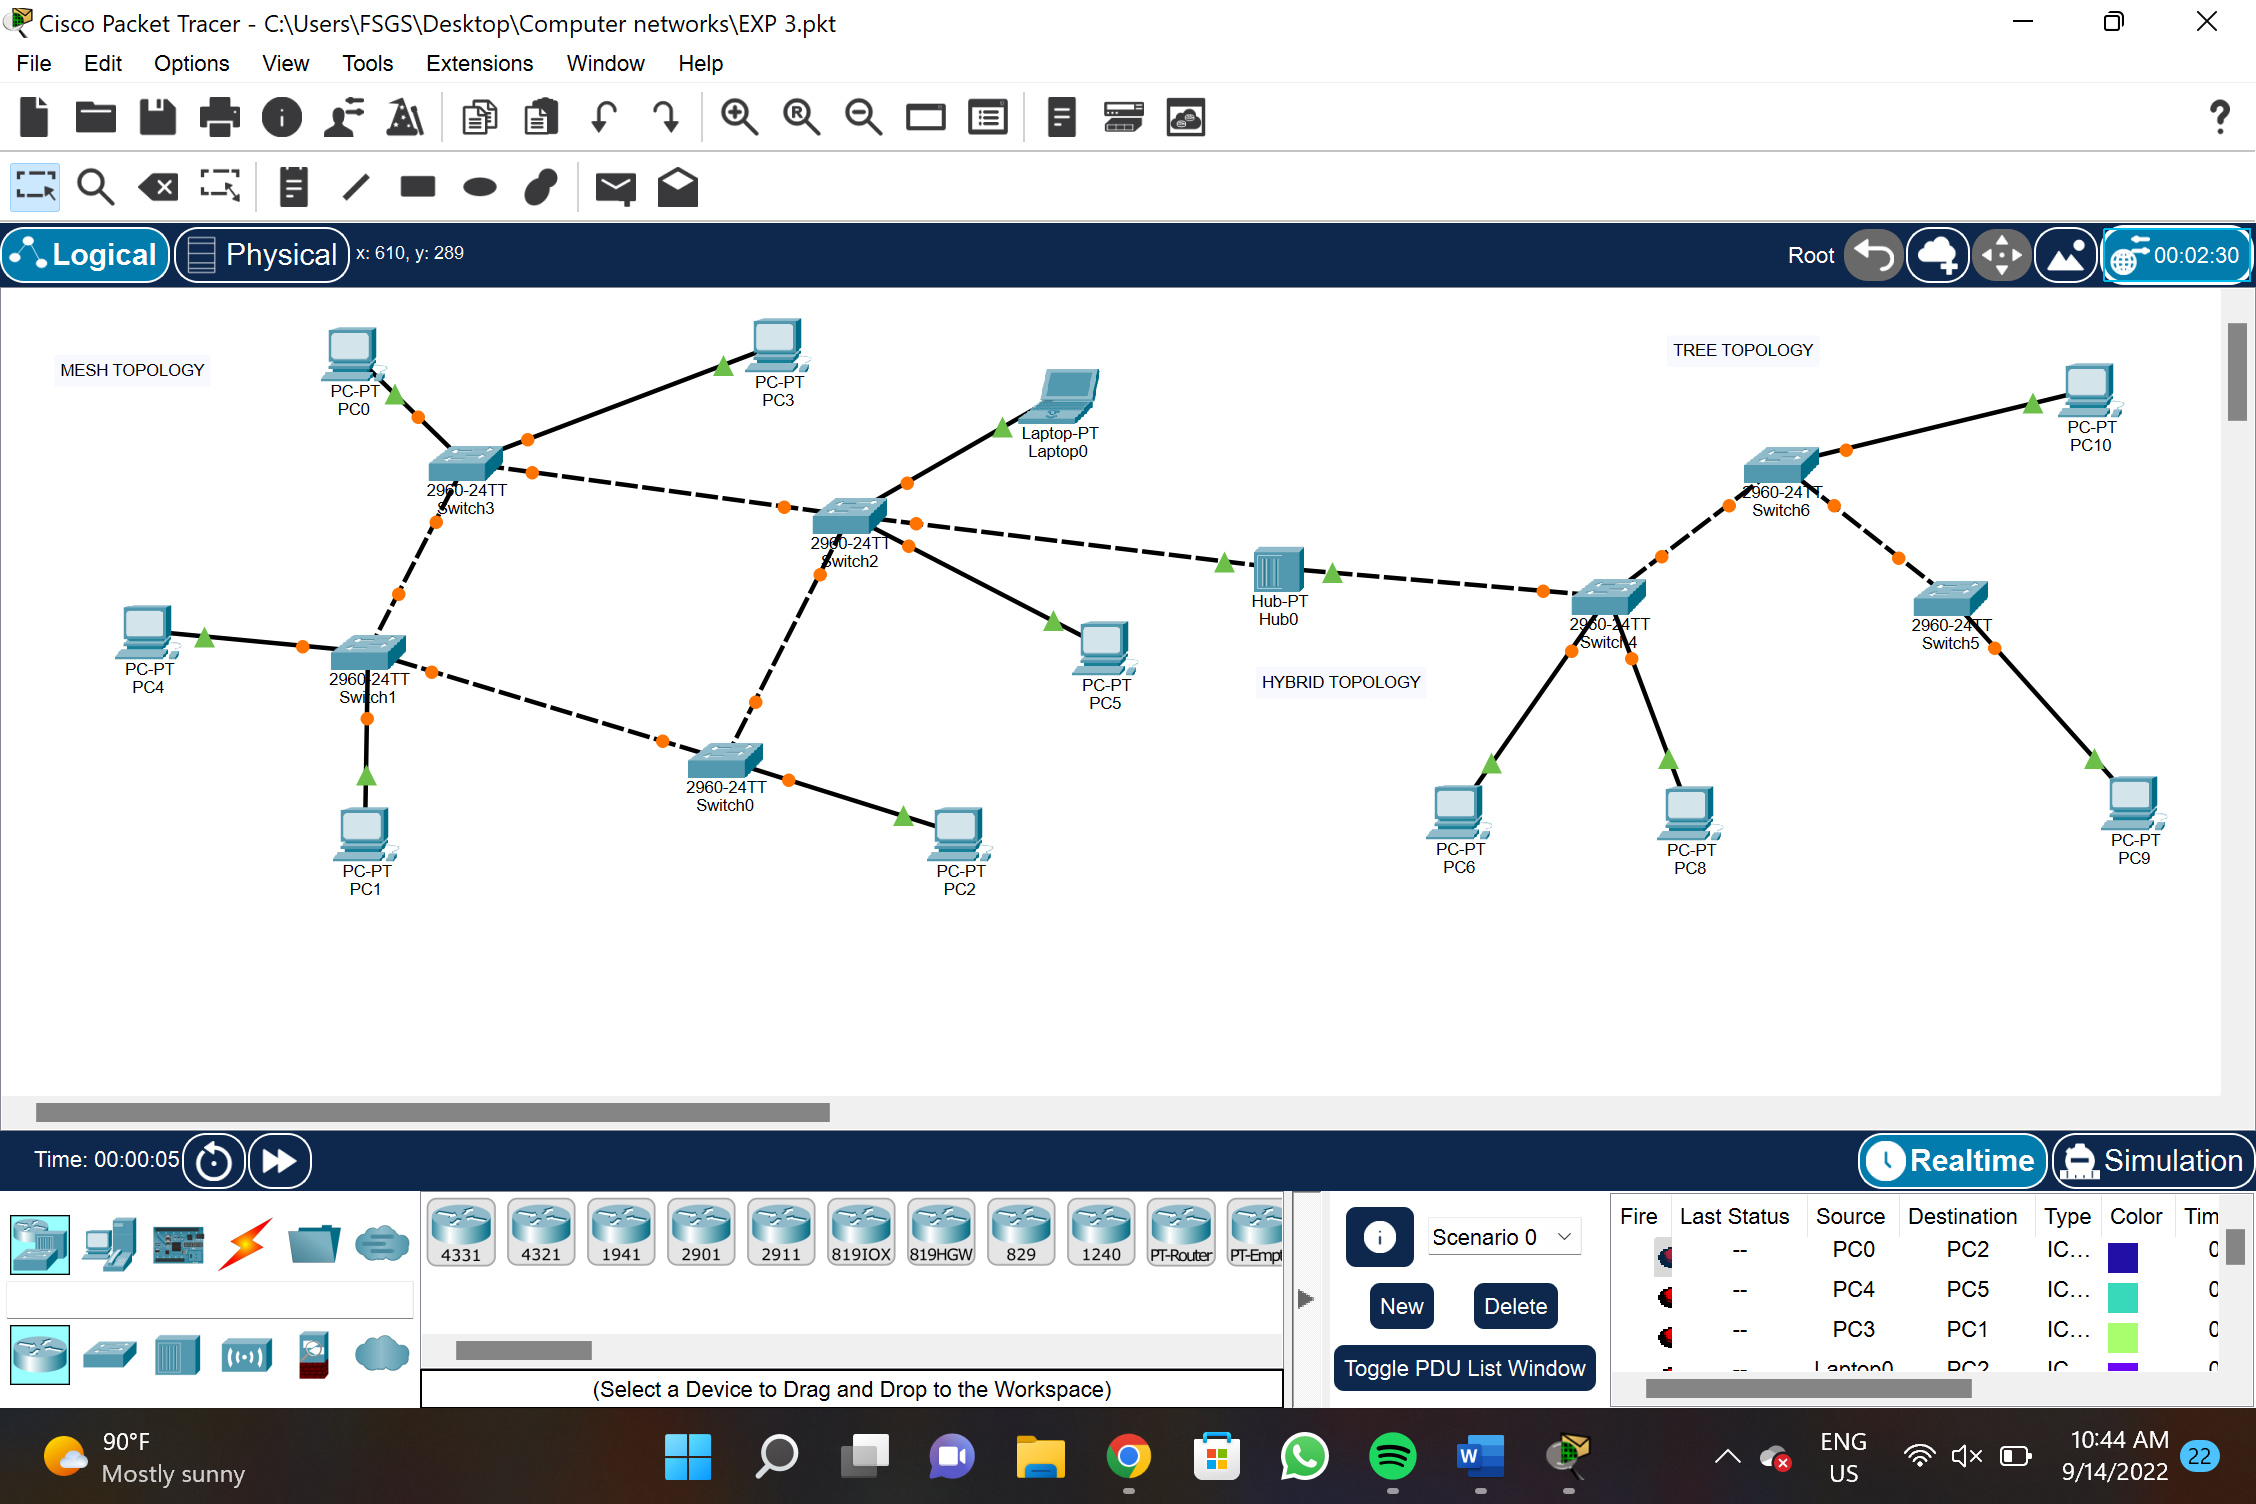 Cisco Packet Tracer - C:\Users\FSGS\Desktop\Computer networks\EXP 3.pkt
File Edit Options View Tools Extensions Window Help
Logical Physical x: 610, y: 289 Root 00:02:30
MESH TOPOLOGY
PC-PT
PC0
PC-PT
PC3
Laptop-PT
Laptop0
TREE TOPOLOGY
PC-PT
PC10
2960-24TT
Switch3
2960-24TT
Switch2
2960-24TT
Switch6
Hub-PT
Hub0
2960-24TT
Switch4
2960-24TT
Switch5
PC-PT
PC4
2960-24TT
Switch1
PC-PT
PC5
HYBRID TOPOLOGY
2960-24TT
Switch0
PC-PT
PC1
PC-PT
PC2
PC-PT
PC6
PC-PT
PC8
PC-PT
PC9
Time: 00:00:05 Realtime Simulation
4331 4321 1941 2901 2911 819IOX 819HGW 829 1240 PT-Router PT-Empt
(Select a Device to Drag and Drop to the Workspace)
Scenario 0
New Delete
Toggle PDU List Window
Fire Last Status Source Destination Type Color Tim
-- PC0 PC2 IC... 0
-- PC4 PC5 IC... 0
-- PC3 PC1 IC... 0
-- Laptop0 PC2 IC 0
90°F
Mostly sunny
ENG
US
10:44 AM
9/14/2022
22